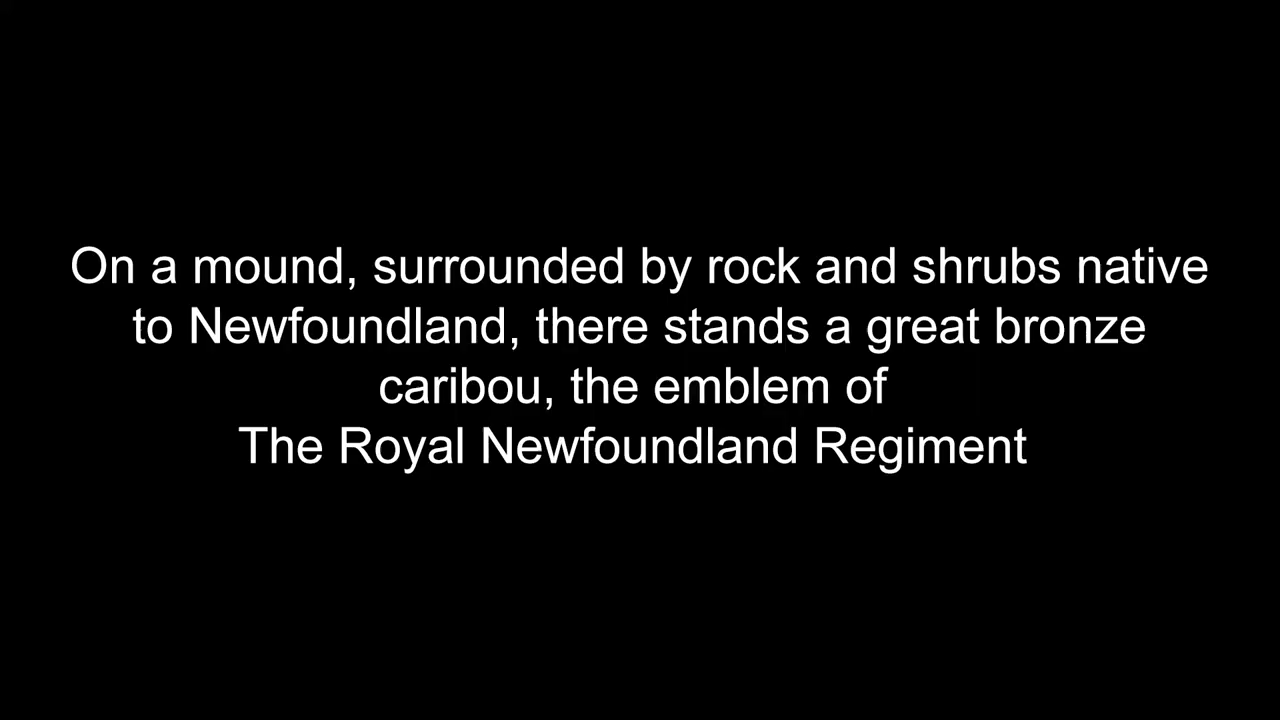 On a mound, surrounded by rock and shrubs native
to Newfoundland, there stands a great bronze
caribou, the emblem of
The Royal Newfoundland Regiment